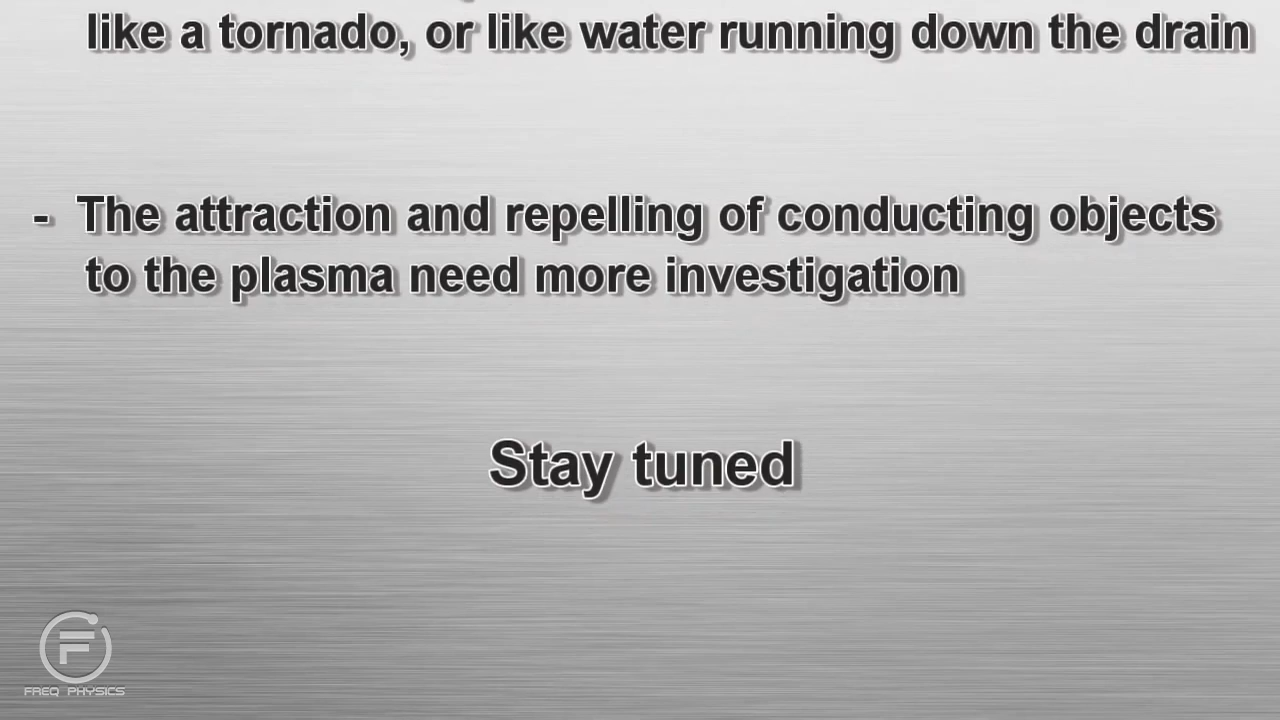 like a tornado, or like water running down the drain
- The attraction and repelling of conducting objects
to the plasma need more investigation
Stay tuned
FREQ PHYSICS